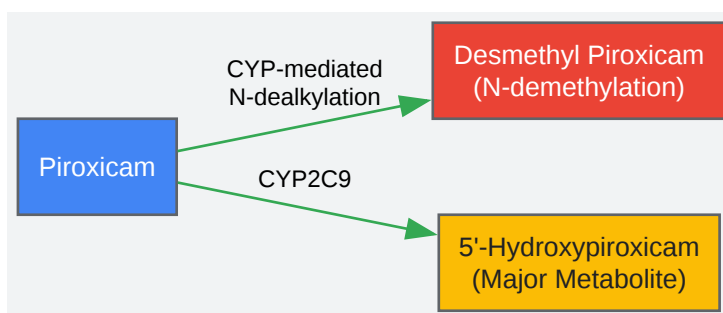 CYP-mediated
N-dealkylation
Desmethyl Piroxicam
(N-demethylation)
Piroxicam
CYP2C9
5'-Hydroxypiroxicam
(Major Metabolite)